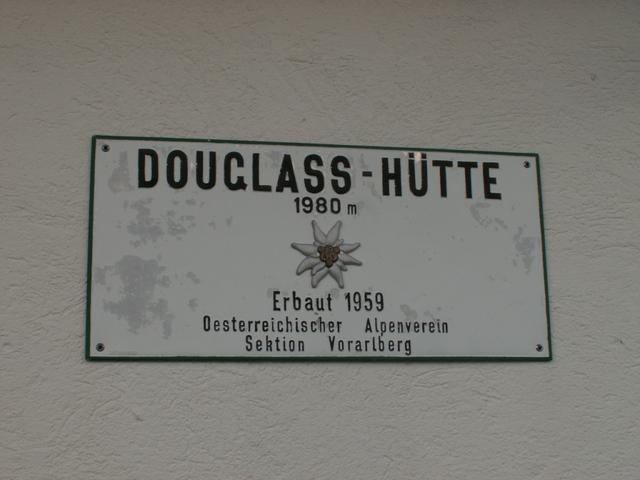 DOUGLASS-HÜTTE
1980 m
Erbaut 1959
Oesterreichischer Alpenverein
Sektion Vorarlberg